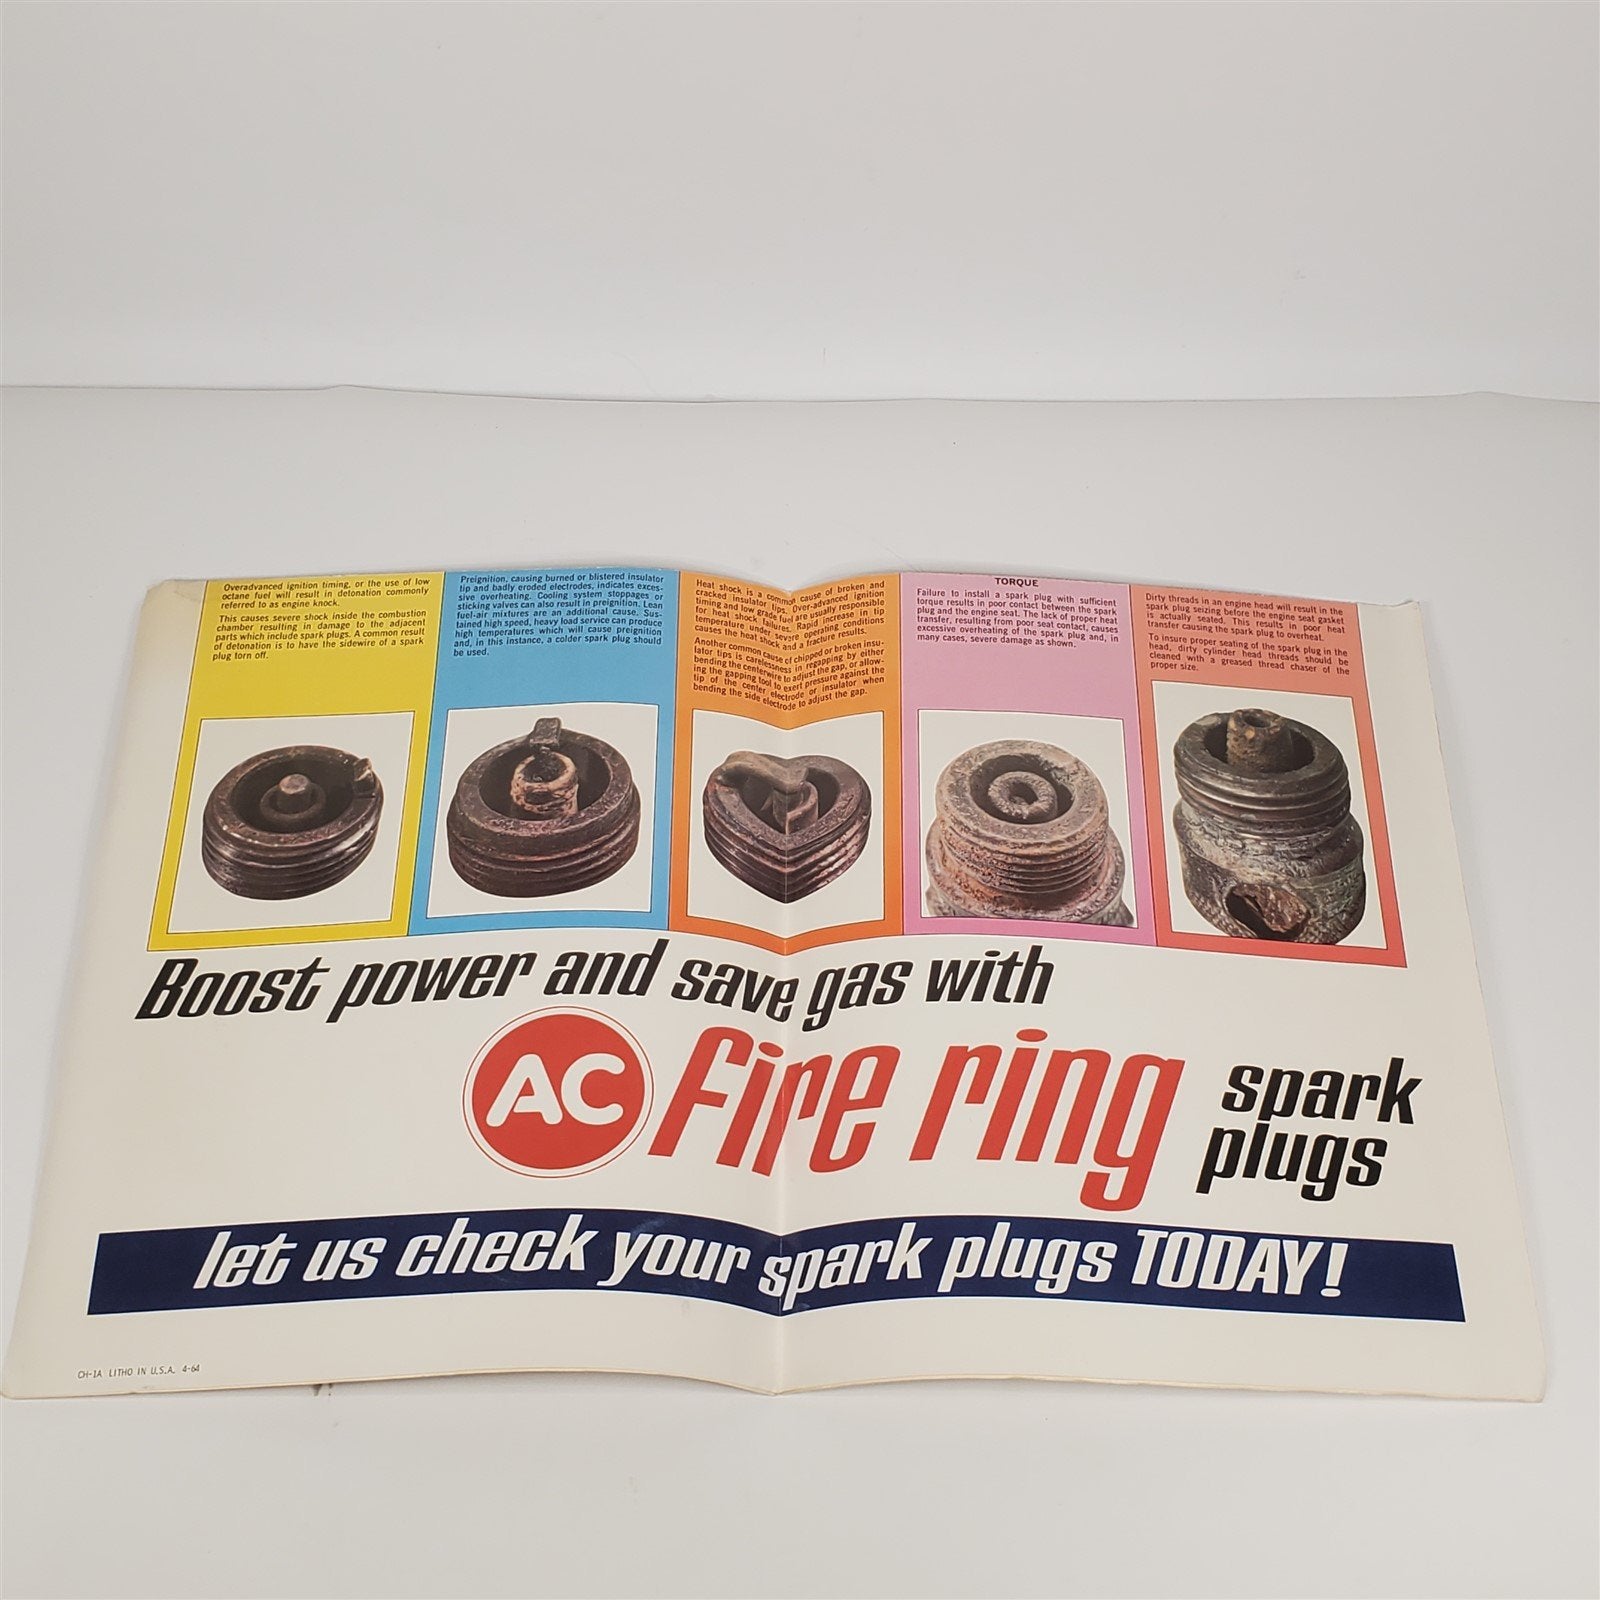 Overadvanced ignition timing, or the use of low
octane fuel will result in detonation commonly
referred to as engine knock.
This causes severe shock inside the combustion
chamber resulting in damage to the adjacent
parts which include spark plugs. A common result
of detonation is to have the sidewire of a spark
plug torn off.
Preignition, causing burned or blistered insulator
tip and badly eroded electrodes, indicates exces-
sive overheating. Cooling system stoppages or
sticking valves can also result in preignition. Lean
fuel-air mixtures are an additional cause. Sus-
tained high speed, heavy load service can produce
high temperatures which will cause preignition
and, in this instance, a colder spark plug should
be used.
Heat shock is a common cause of broken and
cracked insulator tips. Over-advanced ignition
timing and low grade fuel are usually responsible
for heat shock failures. Rapid increase in tip
temperature under severe operating conditions
causes the heat shock and a fracture results.
Another common cause of chipped or broken insu-
lator tips is carelessness in regapping by either
bending the centerwire to adjust the gap, or allow-
ing the gapping tool to exert pressure against the
tip of the center electrode or insulator when
bending the side electrode to adjust the gap.
TORQUE
Failure to install a spark plug with sufficient
torque results in poor contact between the spark
plug and the engine seat. The lack of proper heat
transfer, resulting from poor seat contact, causes
excessive overheating of the spark plug and, in
many cases, severe damage as shown.
Dirty threads in an engine head will result in the
spark plug seizing before the engine seat gasket
is actually seated. This results in poor heat
transfer causing the spark plug to overheat.
To insure proper seating of the spark plug in the
head, dirty cylinder head threads should be
cleaned with a greased thread chaser of the
proper size.
Boost power and save gas with
AC fire ring spark
plugs
let us check your spark plugs TODAY!
CH-1A LITHO IN U.S.A. 4-64